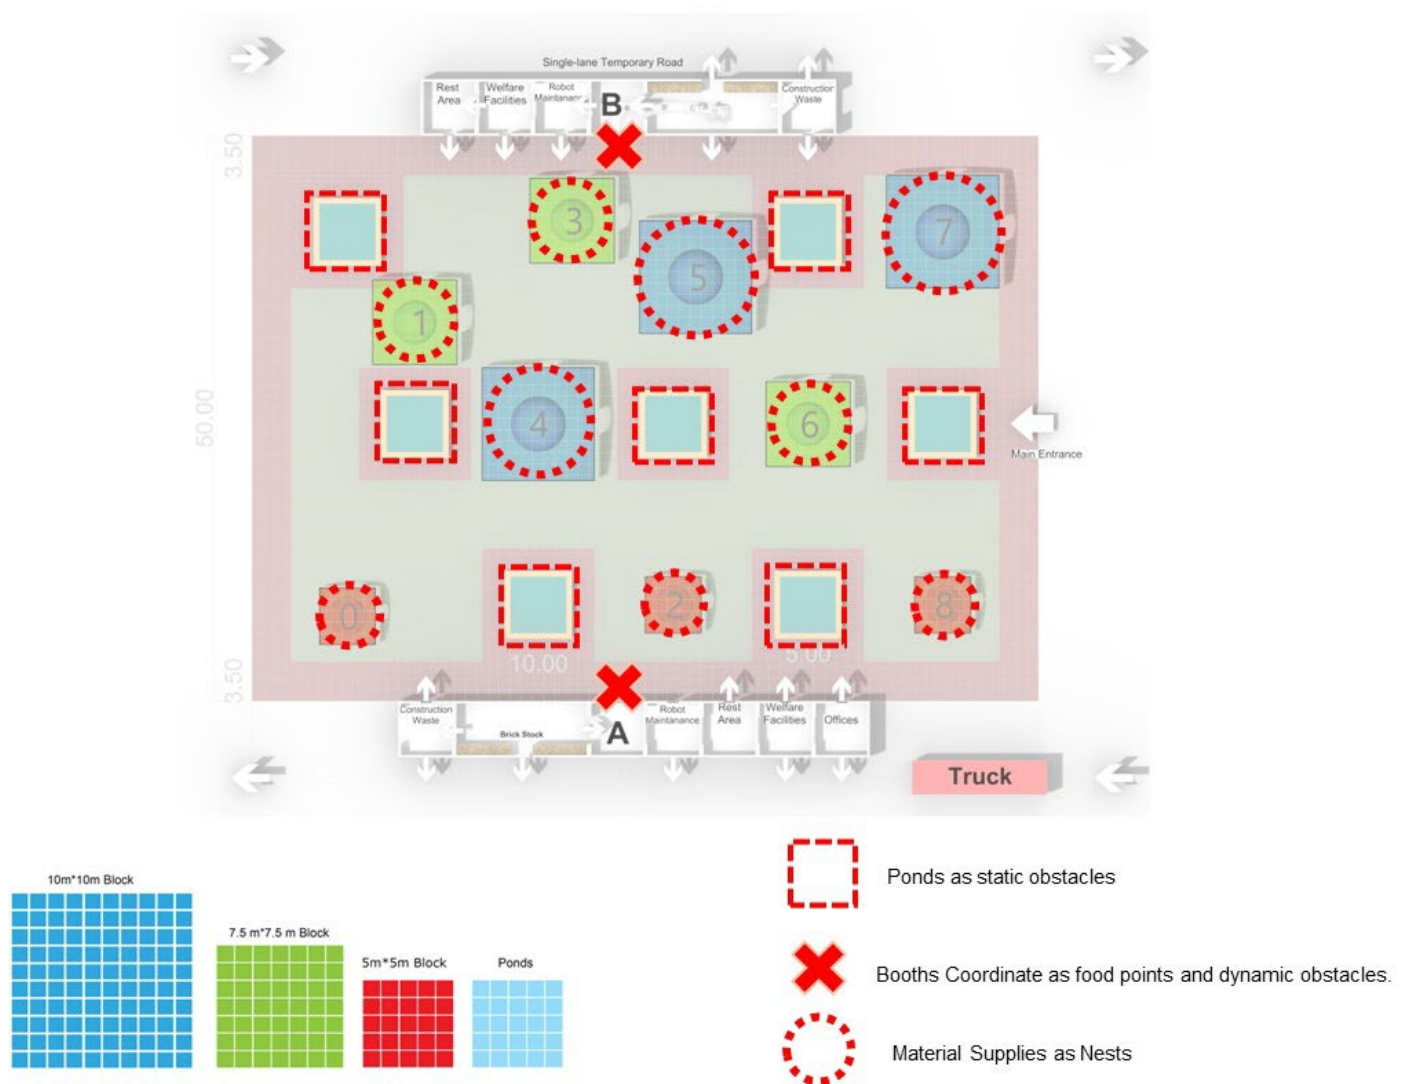 Single-lane Temporary Road
Rest Area
Welfare Facilities
Robot Maintanance
B
Construction Waste
3.50
3
7
5
1
50.00
4
6
Main Entrance
0
2
8
10.00
5.00
3.50
Construction Waste
Brick Stock
A
Robot Maintanance
Rest Area
Welfare Facilities
Offices
Truck
10m*10m Block
7.5 m*7.5 m Block
5m*5m Block
Ponds
Ponds as static obstacles
Booths Coordinate as food points and dynamic obstacles.
Material Supplies as Nests